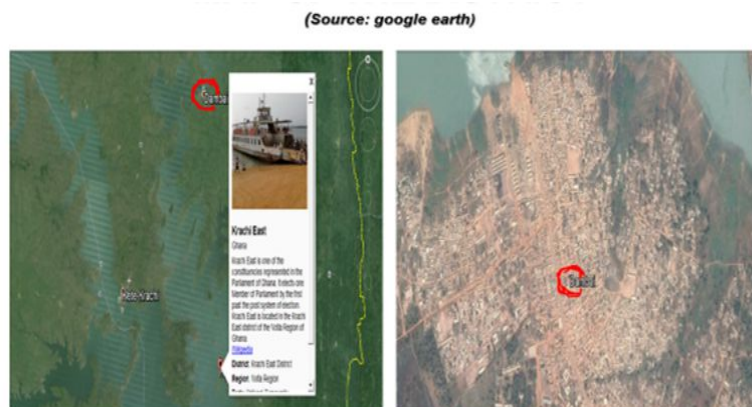 (Source: google earth)
Krachi East
Ghana
Krachi East is one of the
constituencies represented in the
Parliament of Ghana. It elects one
Member of Parliament by the first
past the post system of election.
Krachi East is located in the Krachi
East district of the Volta Region of
Ghana.
Wikipedia
District: Krachi East District
Region: Volta Region
Kete-Krachi